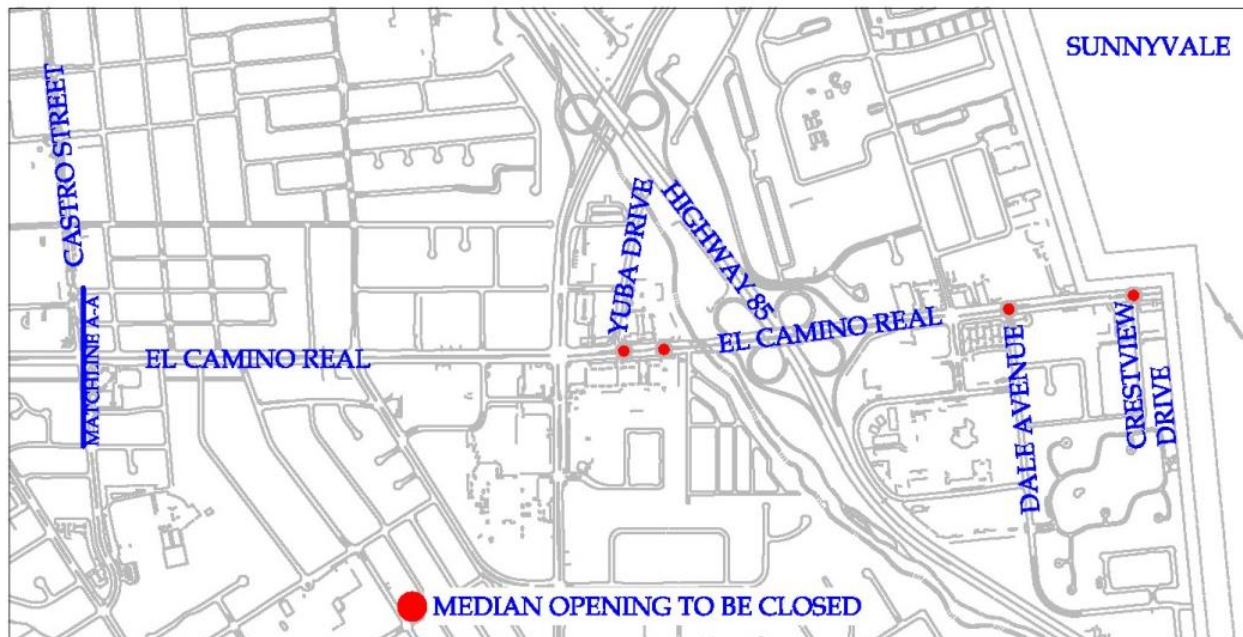 SUNNYVALE
CASTRO STREET
YUBA DRIVE
HIGHWAY 85
MATCHLINE A-A
EL CAMINO REAL
EL CAMINO REAL
DALE AVENUE
CRESTVIEW
DRIVE
MEDIAN OPENING TO BE CLOSED